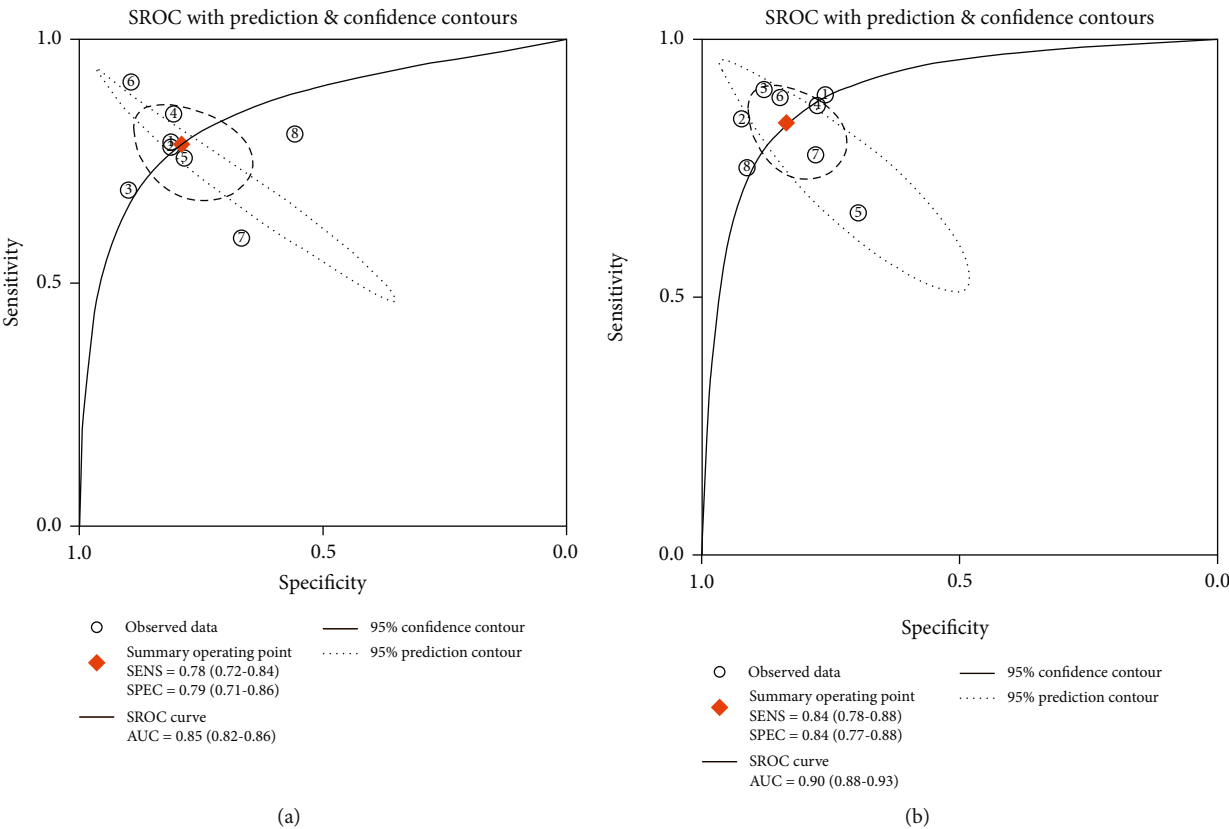 SROC with prediction & confidence contours
1.0
0.5
0.0
Sensitivity
6
4
8
1
5
3
7
1.0
0.5
0.0
Specificity
Observed data
95% confidence contour
Summary operating point
SENS = 0.78 (0.72-0.84)
SPEC = 0.79 (0.71-0.86)
95% prediction contour
SROC curve
AUC = 0.85 (0.82-0.86)
(a)
SROC with prediction & confidence contours
1.0
0.5
0.0
Sensitivity
3
6
1
4
2
7
8
5
1.0
0.5
0.0
Specificity
Observed data
95% confidence contour
Summary operating point
SENS = 0.84 (0.78-0.88)
SPEC = 0.84 (0.77-0.88)
95% prediction contour
SROC curve
AUC = 0.90 (0.88-0.93)
(b)